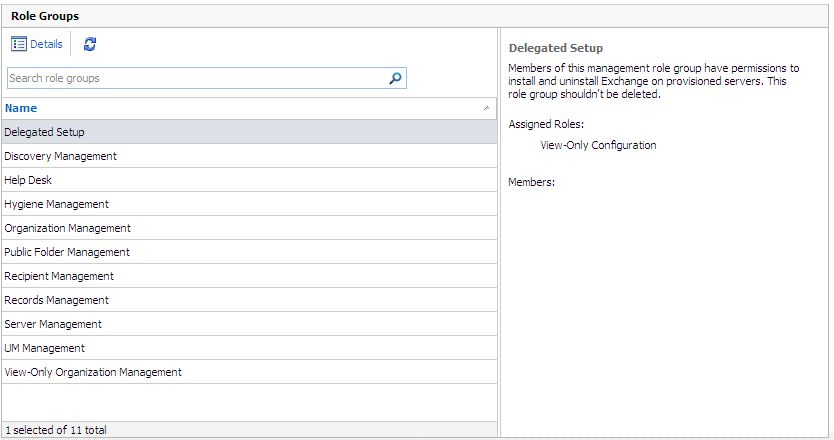 Role Groups
Details
Search role groups
Name
Delegated Setup
Discovery Management
Help Desk
Hygiene Management
Organization Management
Public Folder Management
Recipient Management
Records Management
Server Management
UM Management
View-Only Organization Management
1 selected of 11 total
Delegated Setup
Members of this management role group have permissions to
install and uninstall Exchange on provisioned servers. This
role group shouldn't be deleted.
Assigned Roles:
View-Only Configuration
Members: